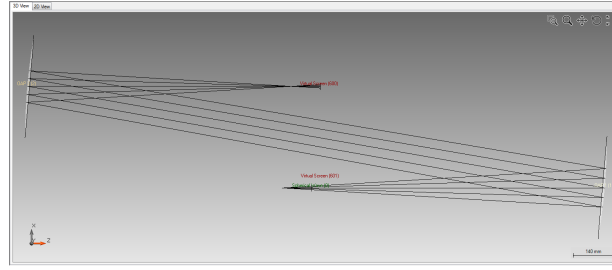 3D View 2D View
Virtual Screen (600)
Virtual Screen (601)
X
Z
140 mm